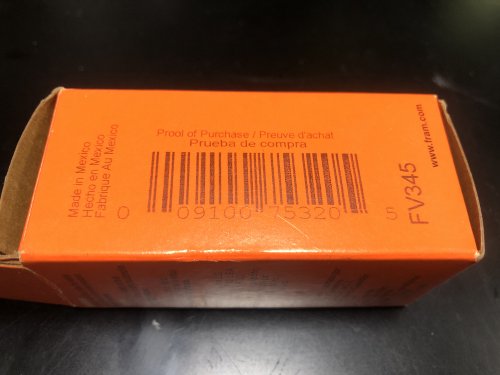 Proof of Purchase / Preuve d'achat
Prueba de compra
Made in Mexico
Hecho en Mexico
Fabrique Au Mexico
0 09100 75320 5
FV345
www.fram.com